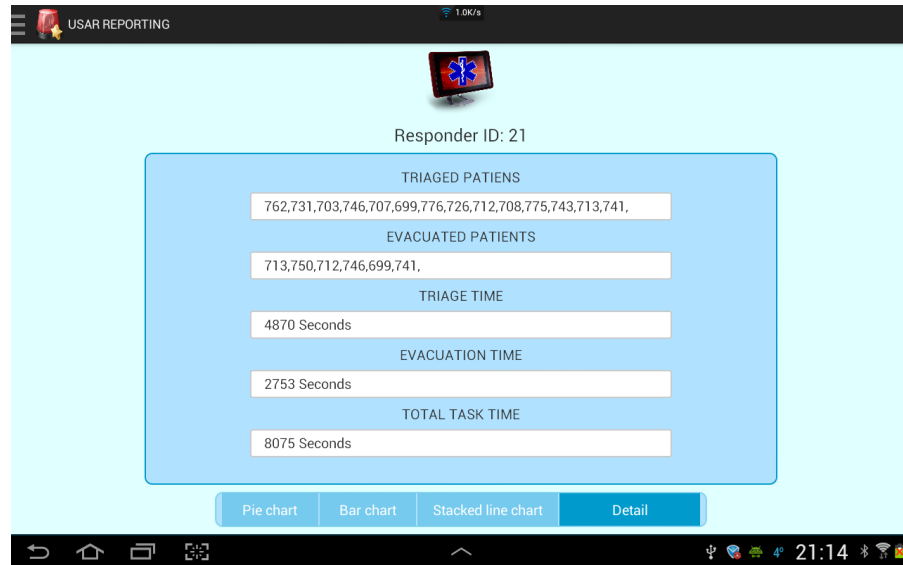 USAR REPORTING
1.0K/s
Responder ID: 21
TRIAGED PATIENS
762,731,703,746,707,699,776,726,712,708,775,743,713,741,
EVACUATED PATIENTS
713,750,712,746,699,741,
TRIAGE TIME
4870 Seconds
EVACUATION TIME
2753 Seconds
TOTAL TASK TIME
8075 Seconds
Pie chart Bar chart Stacked line chart Detail
4° 21:14